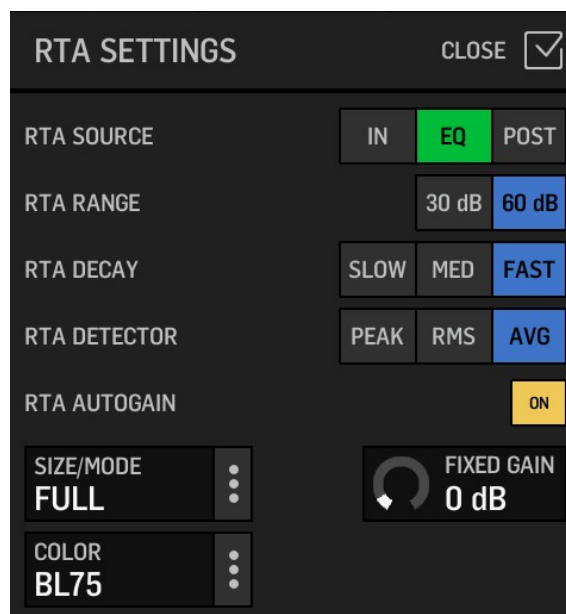 RTA SETTINGS CLOSE
RTA SOURCE IN EQ POST
RTA RANGE 30 dB 60 dB
RTA DECAY SLOW MED FAST
RTA DETECTOR PEAK RMS AVG
RTA AUTOGAIN ON
SIZE/MODE FIXED GAIN
FULL 0 dB
COLOR
BL75